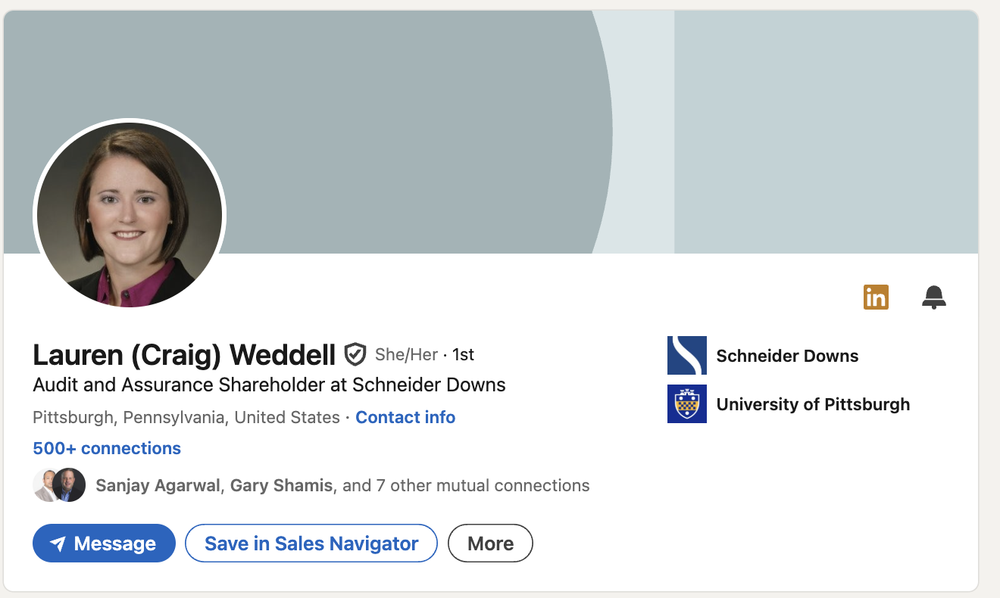 in
Lauren (Craig) Weddell She/Her · 1st
Audit and Assurance Shareholder at Schneider Downs
Pittsburgh, Pennsylvania, United States · Contact info
500+ connections
Sanjay Agarwal, Gary Shamis, and 7 other mutual connections
Message
Save in Sales Navigator
More
Schneider Downs
University of Pittsburgh